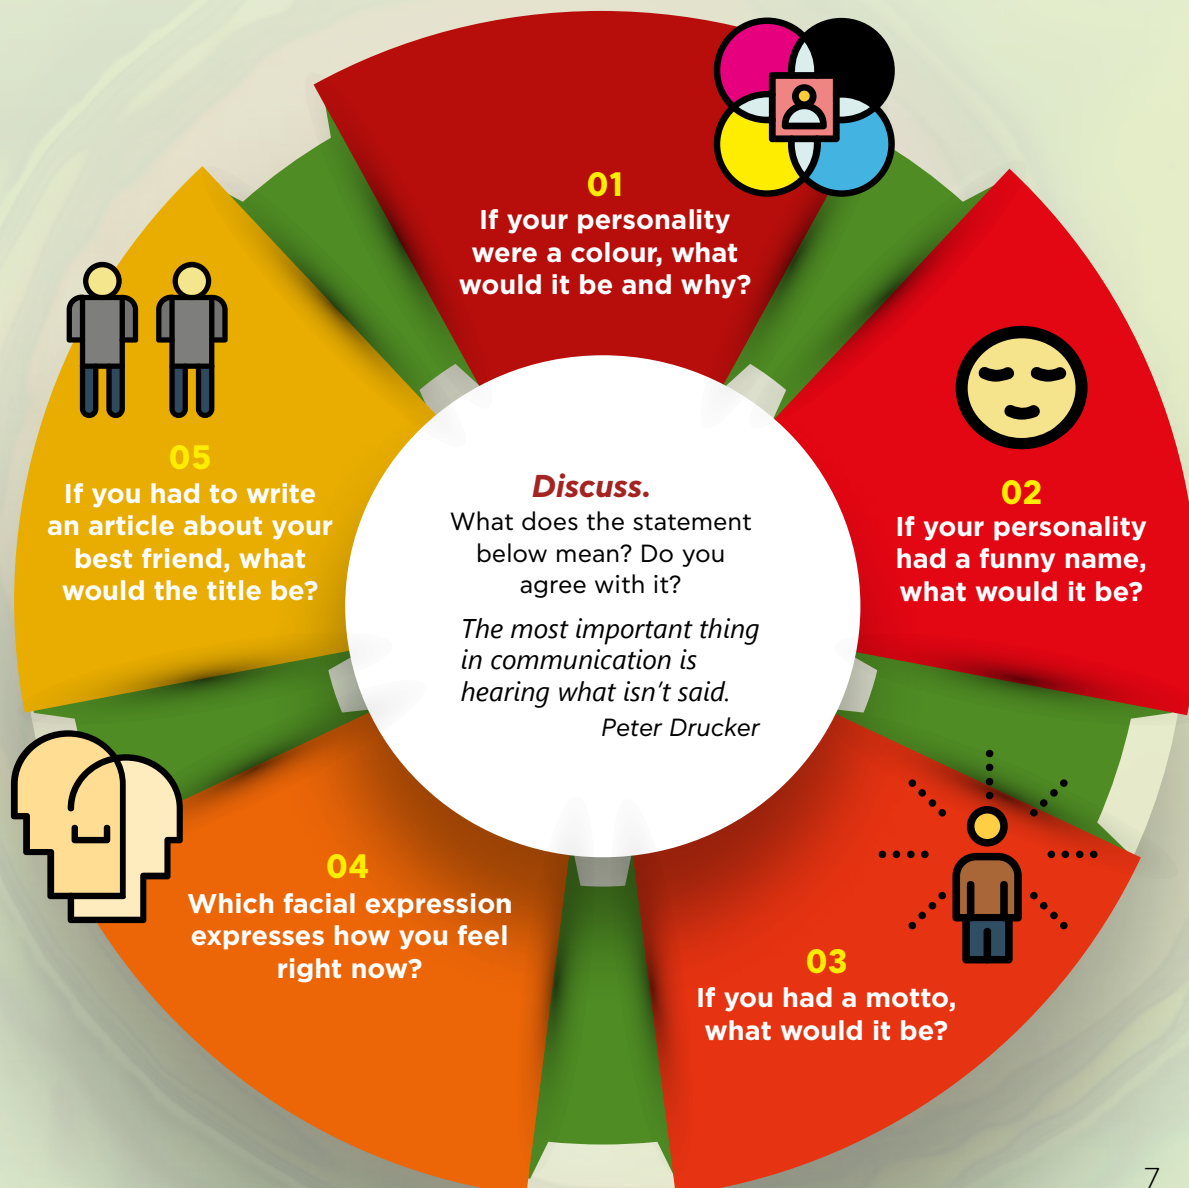 01
If your personality
were a colour, what
would it be and why?
02
If your personality
had a funny name,
what would it be?
03
If you had a motto,
what would it be?
04
Which facial expression
expresses how you feel
right now?
05
If you had to write
an article about your
best friend, what
would the title be?
Discuss.
What does the statement
below mean? Do you
agree with it?
The most important thing
in communication is
hearing what isn’t said.
Peter Drucker
7